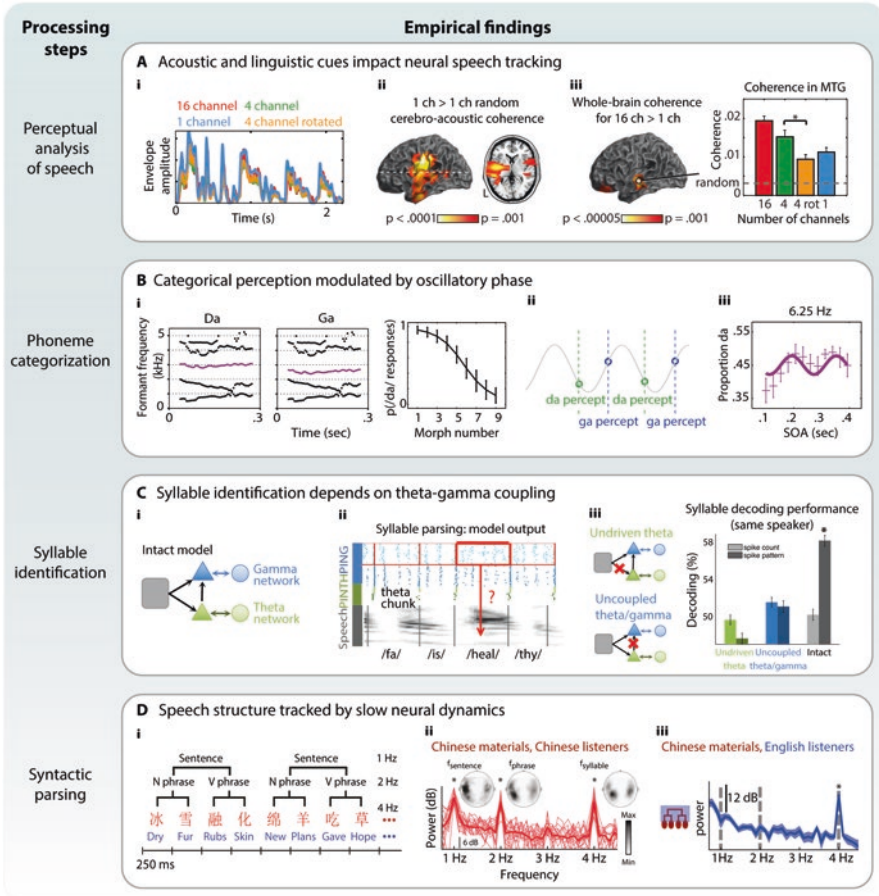 Processing steps
Empirical findings
Perceptual analysis of speech
A Acoustic and linguistic cues impact neural speech tracking
i
16 channel 4 channel
1 channel 4 channel rotated
Envelope amplitude
0 2
Time (s)
ii
1 ch > 1 ch random
cerebro-acoustic coherence
L
p < .0001 p = .001
iii
Whole-brain coherence
for 16 ch > 1 ch
p < .00005 p = .001
Coherence in MTG
Coherence
.02
.01
0
random
*
16 4 4 rot 1
Number of channels
Phoneme categorization
B Categorical perception modulated by oscillatory phase
i
Da Ga
Formant frequency (kHz)
5
0
0 .3 0 .3
Time (sec)
p(/da/ responses)
1
0
1 3 5 7 9
Morph number
ii
da percept da percept
ga percept ga percept
iii
6.25 Hz
Proportion da
.55
.45
.35
.1 .2 .3 .4
SOA (sec)
Syllable identification
C Syllable identification depends on theta-gamma coupling
i
Intact model
Gamma network
Theta network
ii
Syllable parsing: model output
Speech PINTH PING
theta chunk
?
/fa/ /is/ /heal/ /thy/
iii
Undriven theta
Uncoupled theta/gamma
Syllable decoding performance
(same speaker)
Decoding (%)
58
54
50
spike count
spike pattern
*
Undriven theta
Uncoupled theta/gamma
Intact
Syntactic parsing
D Speech structure tracked by slow neural dynamics
i
Sentence Sentence 1 Hz
N phrase V phrase N phrase V phrase 2 Hz
4 Hz
冰 雪 融 化 绵 羊 吃 草 •••
Dry Fur Rubs Skin New Plans Gave Hope •••
250 ms
ii
Chinese materials, Chinese listeners
fsentence fphrase fsyllable
* * *
Power (dB)
6 dB
Max
Min
1 Hz 2 Hz 3 Hz 4 Hz
Frequency
iii
Chinese materials, English listeners
12 dB
*
power
1Hz 2 Hz 3 Hz 4 Hz